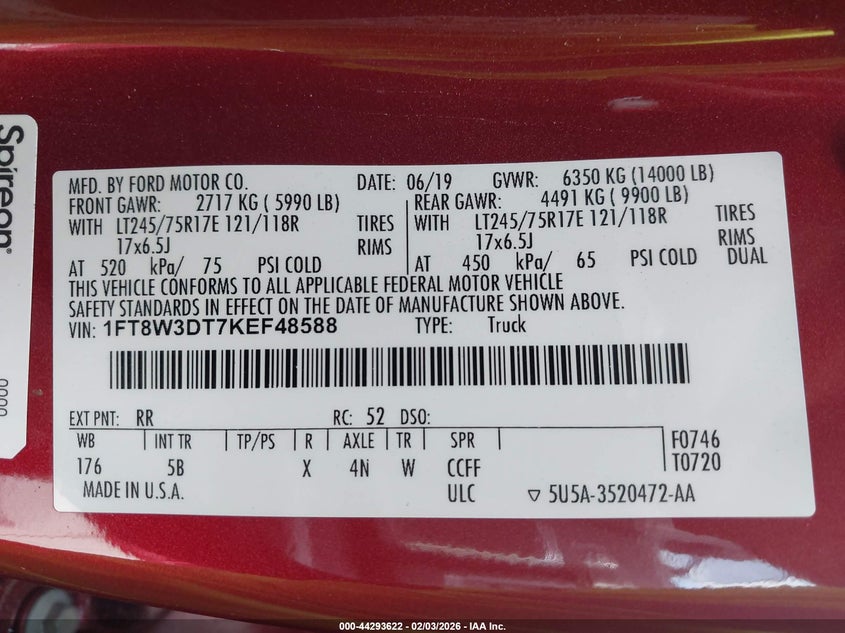 Spireon
0000
MFD. BY FORD MOTOR CO. DATE: 06/19 GVWR: 6350 KG (14000 LB)
FRONT GAWR: 2717 KG ( 5990 LB) REAR GAWR: 4491 KG ( 9900 LB)
WITH LT245/75R17E 121/118R TIRES WITH LT245/75R17E 121/118R TIRES
17x6.5J RIMS 17x6.5J RIMS
AT 520 kPa/ 75 PSI COLD AT 450 kPa/ 65 PSI COLD DUAL
THIS VEHICLE CONFORMS TO ALL APPLICABLE FEDERAL MOTOR VEHICLE
SAFETY STANDARDS IN EFFECT ON THE DATE OF MANUFACTURE SHOWN ABOVE.
VIN: 1FT8W3DT7KEF48588 TYPE: Truck
EXT PNT: RR RC: 52 DSO:
WB INT TR TP/PS R AXLE TR SPR F0746
176 5B X 4N W CCFF T0720
MADE IN U.S.A. ULC ▽ 5U5A-3520472-AA
000-44293622 - 02/03/2026 - IAA Inc.